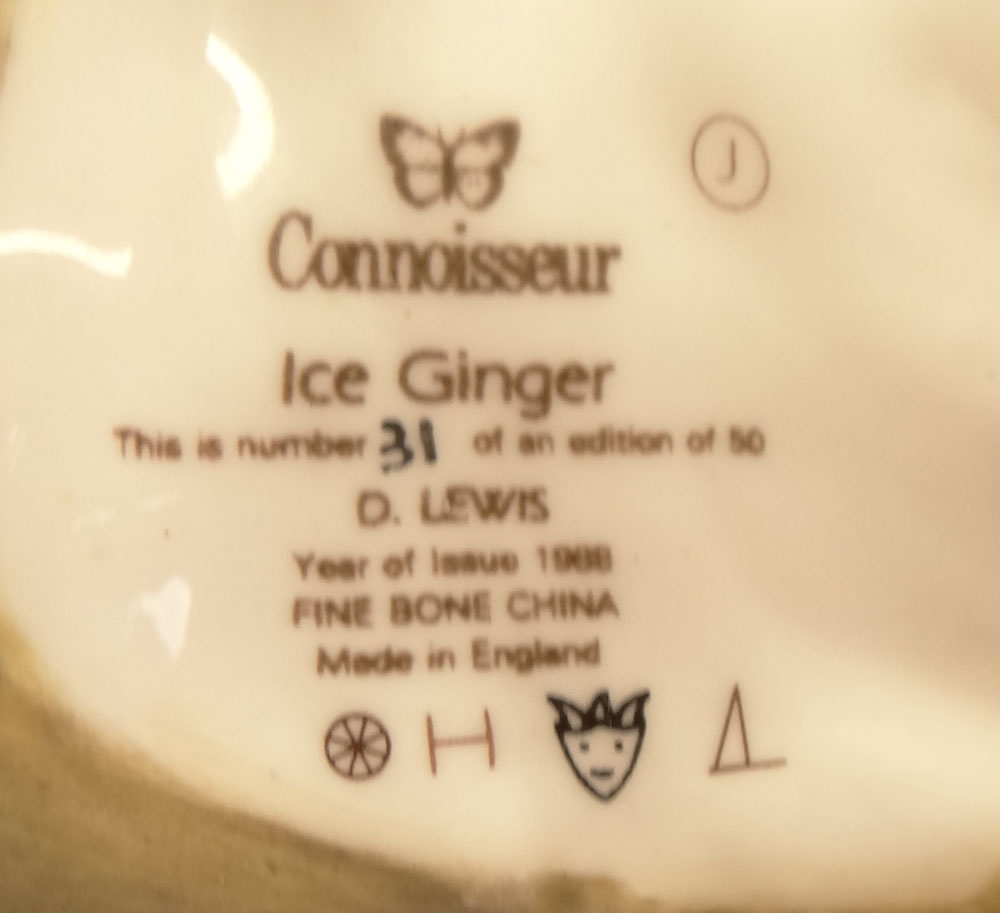 J
Connoisseur
Ice Ginger
This is number 31 of an edition of 50
D. LEWIS
Year of Issue
FINE BONE CHINA
Made in England
H